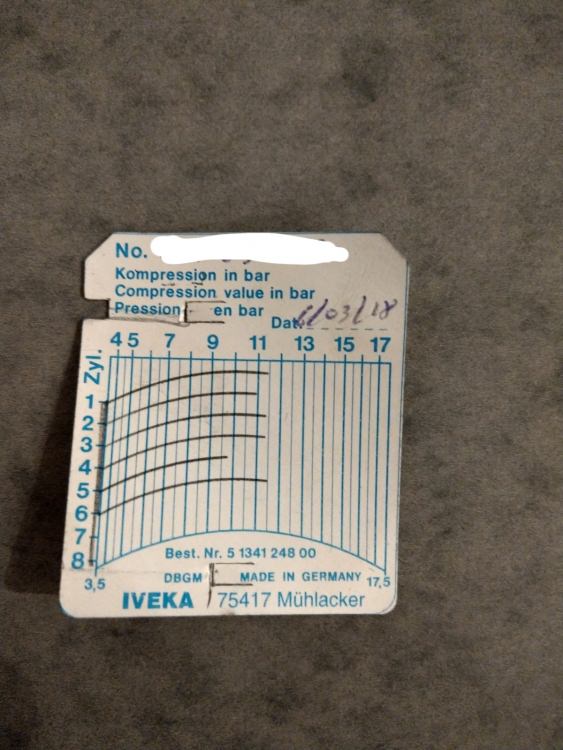 No.
Kompression in bar
Compression value in bar
Pression en bar
Dat. /03/18
4 5 7 9 11 13 15 17
Zyl.
1
2
3
4
5
6
7
8
Best. Nr. 5 1341 248 00
3,5 DBGM MADE IN GERMANY 17,5
IVEKA 75417 Mühlacker